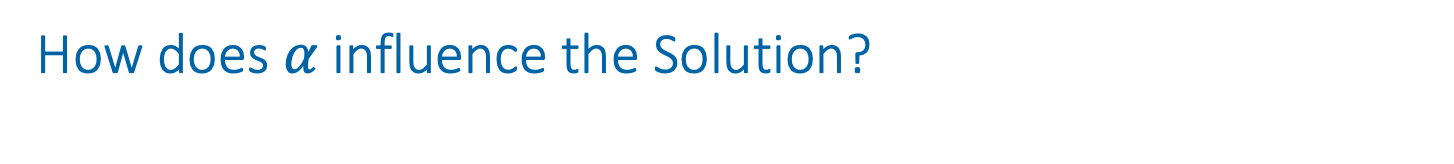 How does 𝜶 influence the Solution?